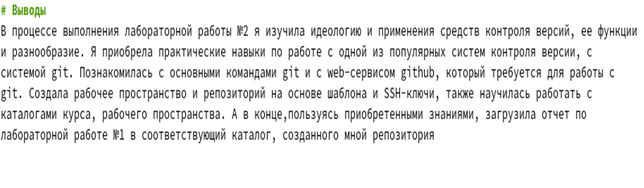 # Выводы
В процессе выполнения лабораторной работы №2 я изучила идеологию и применения средств контроля версий, ее функции
и разнообразие. Я приобрела практические навыки по работе с одной из популярных систем контроля версии, с
системой git. Познакомилась с основными командами git и с web-сервисом github, который требуется для работы с
git. Создала рабочее пространство и репозиторий на основе шаблона и SSH-ключи, также научилась работать с
каталогами курса, рабочего пространства. А в конце,пользуясь приобретенными знаниями, загрузила отчет по
лабораторной работе №1 в соответствующий каталог, созданного мной репозитория